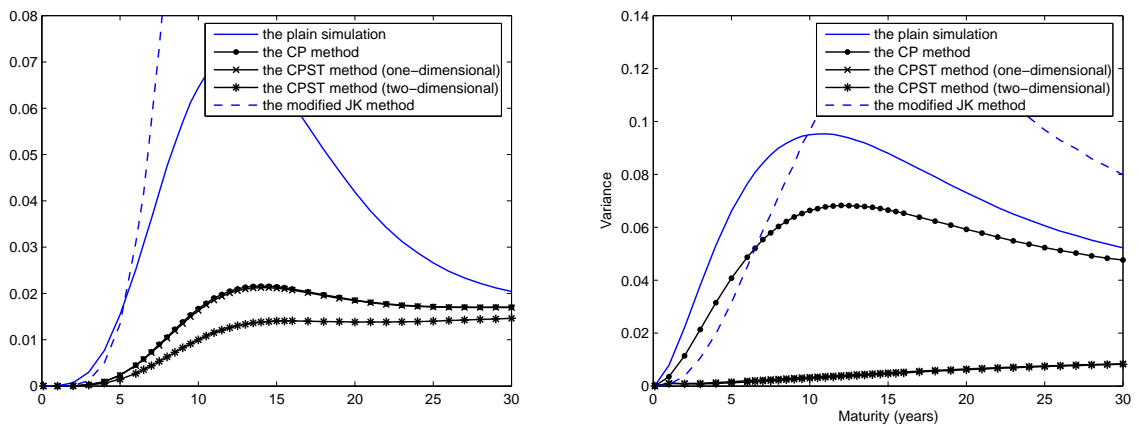 0.08
0.07
0.06
0.05
0.04
0.03
0.02
0.01
0
0 5 10 15 20 25 30
the plain simulation
the CP method
the CPST method (one−dimensional)
the CPST method (two−dimensional)
the modified JK method
0.14
0.12
0.1
0.08
0.06
0.04
0.02
0
Variance
0 5 10 15 20 25 30
Maturity (years)
the plain simulation
the CP method
the CPST method (one−dimensional)
the CPST method (two−dimensional)
the modified JK method